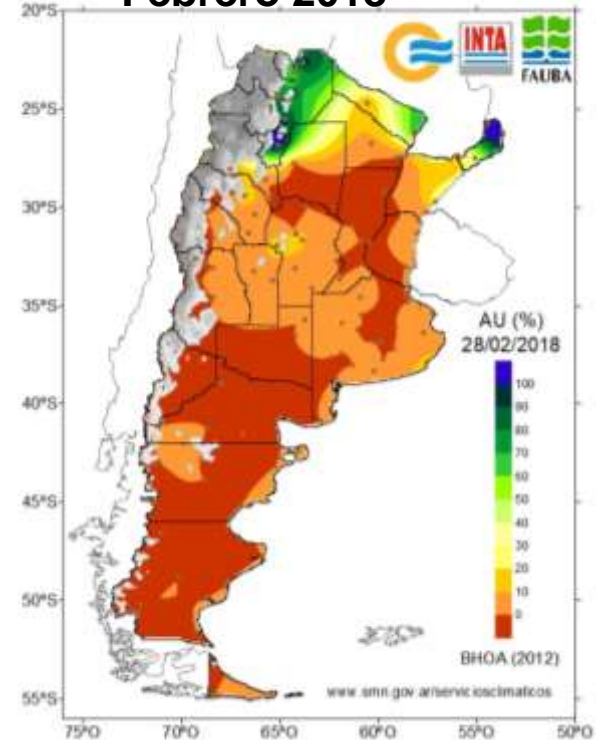 Febrero 2018
20°S
INTA
FAUBA
25°S
30°S
35°S
AU (%)
28/02/2018
100
90
80
70
60
50
40
30
20
10
0
40°S
45°S
50°S
BHOA (2012)
www.smn.gov.ar/serviciosclimaticos
55°S
75°O 70°O 65°O 60°O 55°O 50°O